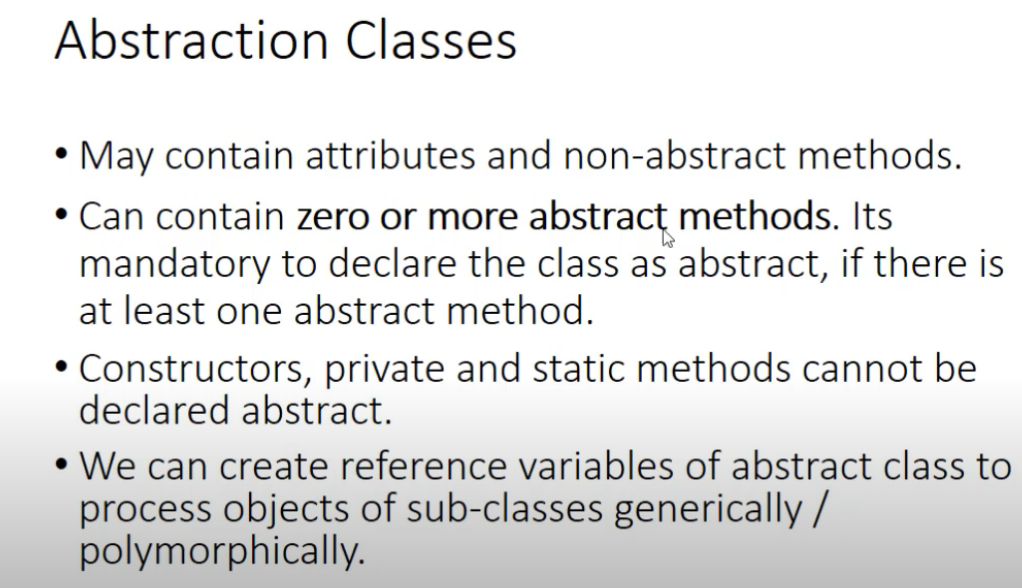 Abstraction Classes
• May contain attributes and non-abstract methods.
• Can contain zero or more abstract methods. Its
mandatory to declare the class as abstract, if there is
at least one abstract method.
• Constructors, private and static methods cannot be
declared abstract.
• We can create reference variables of abstract class to
process objects of sub-classes generically /
polymorphically.